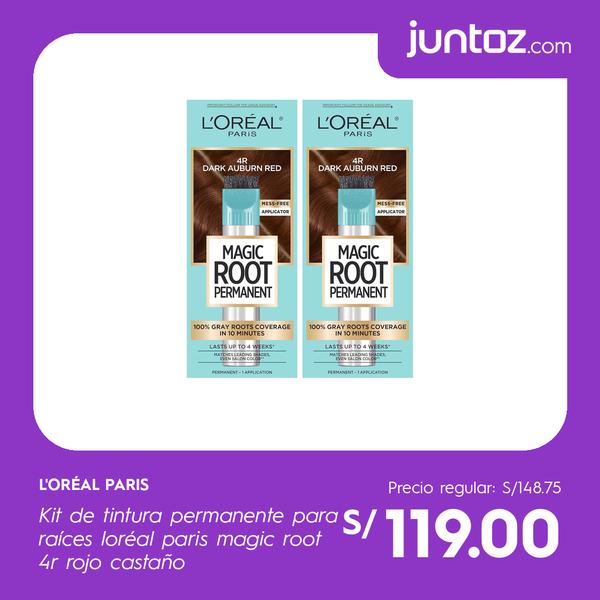 juntoz.com
L'ORÉAL®
PARIS
4R
DARK AUBURN RED
MESS-FREE
APPLICATOR
MAGIC
ROOT
PERMANENT
100% GRAY ROOTS COVERAGE
IN 10 MINUTES
LASTS UP TO 4 WEEKS*
MATCHES LEADING SHADES,
EVEN SALON COLOR**
PERMANENT - 1 APPLICATION
L'ORÉAL®
PARIS
4R
DARK AUBURN RED
MESS-FREE
APPLICATOR
MAGIC
ROOT
PERMANENT
100% GRAY ROOTS COVERAGE
IN 10 MINUTES
LASTS UP TO 4 WEEKS*
MATCHES LEADING SHADES,
EVEN SALON COLOR**
PERMANENT - 1 APPLICATION
L'ORÉAL PARIS
Kit de tintura permanente para
raíces loréal paris magic root
4r rojo castaño
Precio regular: S/148.75
S/119.00